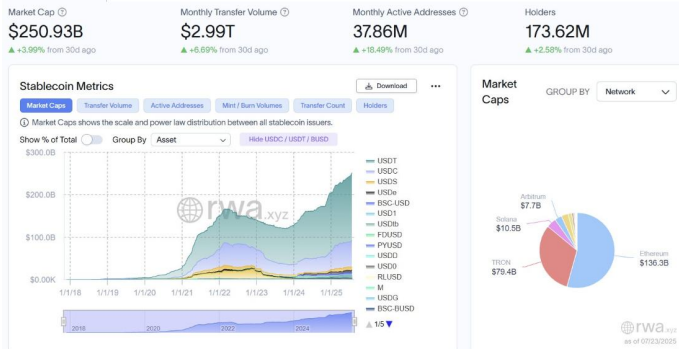 Market Cap
Monthly Transfer Volume
Monthly Active Addresses
Holders
$250.93B
$2.99T
37.86M
173.62M
▲ +3.99% from 30d ago
▲ +6.69% from 30d ago
▲ +18.49% from 30d ago
▲ +2.58% from 30d ago
Stablecoin Metrics
Download
Market Caps
Transfer Volume
Active Addresses
Mint / Burn Volumes
Transfer Count
Holders
Market Caps shows the scale and power law distribution between all stablecoin issuers.
Show % of Total
Group By
Asset
Hide USDC / USDT / BUSD
$300.0B
$200.0B
$100.0B
$0.00K
1/1/18
1/1/19
1/1/20
1/1/21
1/1/22
1/1/23
1/1/24
1/1/25
rwa.xyz
USDT
USDC
USDS
USDe
BSC-USD
USD1
USDtb
FDUSD
PYUSD
USDD
USD0
RLUSD
M
USDG
BSC-BUSD
1/5
2016
2020
2022
2024
Market
Caps
GROUP BY
Network
Arbitrum
$7.7B
Solana
$10.5B
TRON
$79.4B
Ethereum
$136.3B
rwa.xyz
as of 07/23/2025